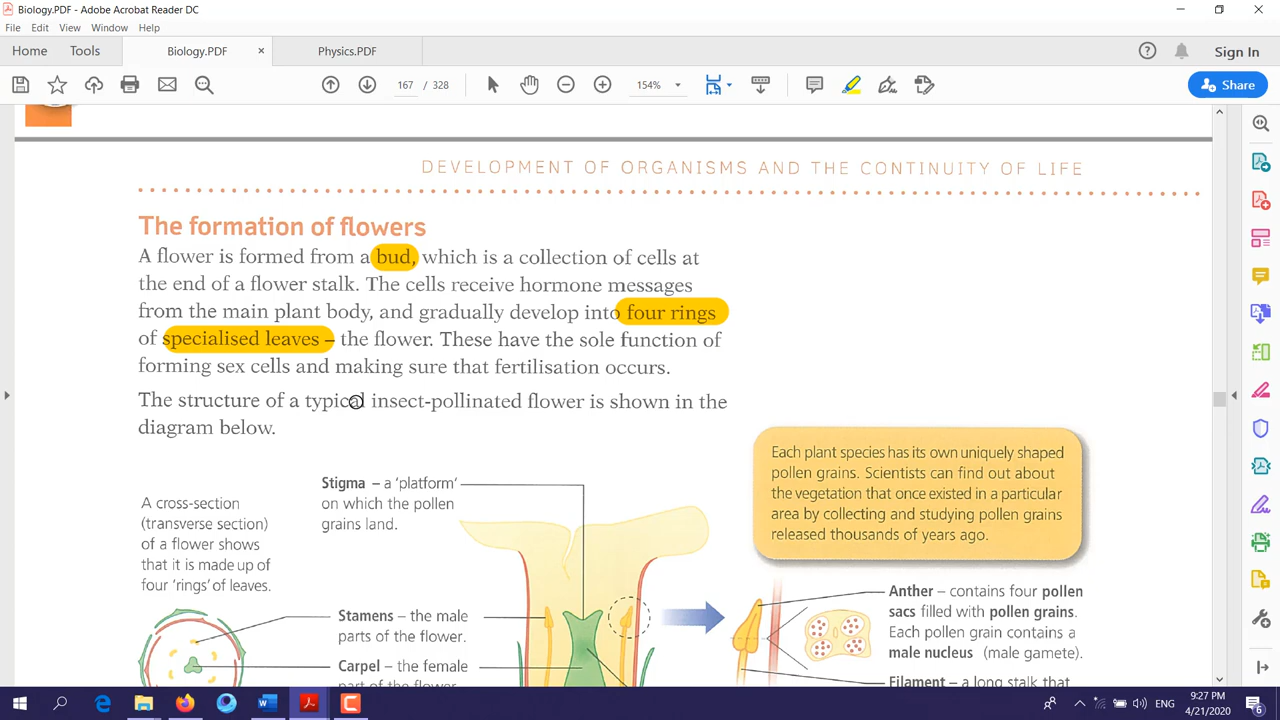 Biology.PDF - Adobe Acrobat Reader DC
File Edit View Window Help
Home Tools Biology.PDF × Physics.PDF Sign In
167 / 328 154% Share
DEVELOPMENT OF ORGANISMS AND THE CONTINUITY OF LIFE
The formation of flowers
A flower is formed from a bud, which is a collection of cells at
the end of a flower stalk. The cells receive hormone messages
from the main plant body, and gradually develop into four rings
of specialised leaves – the flower. These have the sole function of
forming sex cells and making sure that fertilisation occurs.
The structure of a typical insect-pollinated flower is shown in the
diagram below.
Each plant species has its own uniquely shaped
pollen grains. Scientists can find out about
the vegetation that once existed in a particular
area by collecting and studying pollen grains
released thousands of years ago.
A cross-section
(transverse section)
of a flower shows
that it is made up of
four 'rings' of leaves.
Stigma – a 'platform'
on which the pollen
grains land.
Stamens – the male
parts of the flower.
Carpel – the female
part of the flower
Anther – contains four pollen
sacs filled with pollen grains.
Each pollen grain contains a
male nucleus (male gamete).
Filament – a long stalk that
ENG
9:27 PM
4/21/2020
6